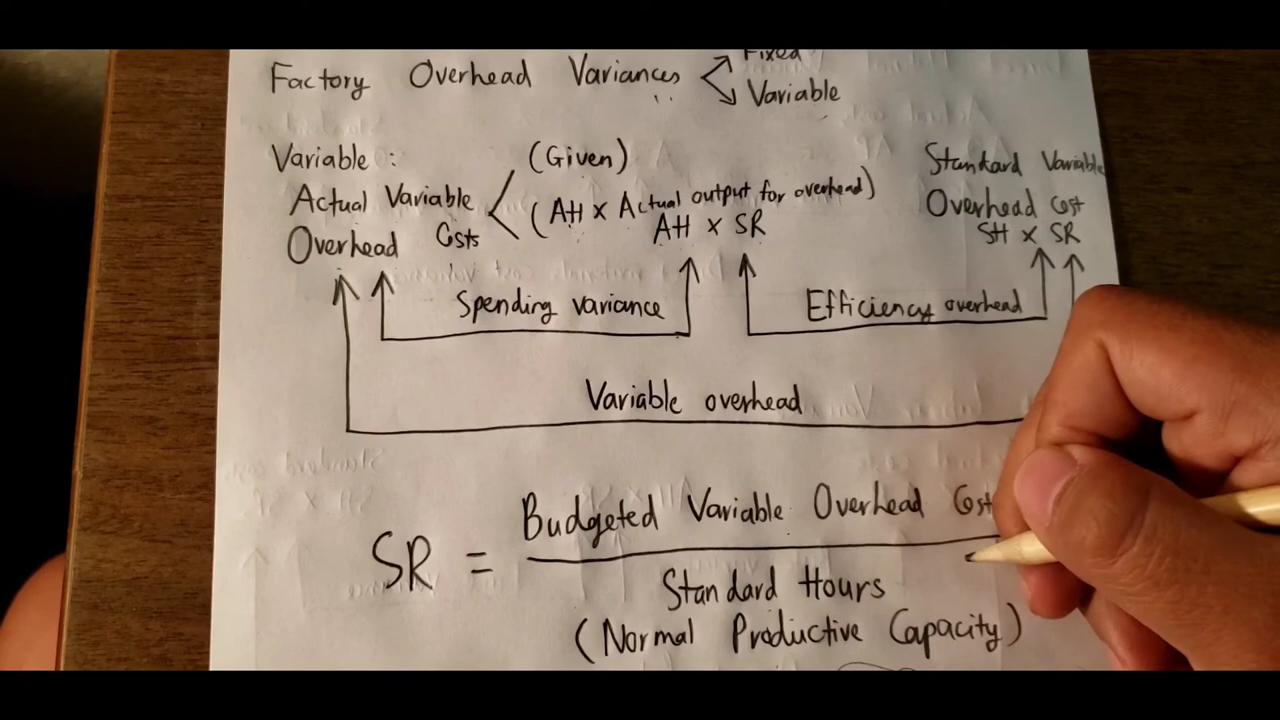 Fixed
Factory Overhead Variances
Variable
Variable :
(Given)
Actual Variable
Overhead Costs
(AH × Actual output for overhead)
AH × SR
Standard Variable
Overhead Cost
SH × SR
Spending variance
Efficiency overhead
Variable overhead
SR = Budgeted Variable Overhead Cost
Standard Hours
(Normal Productive Capacity)